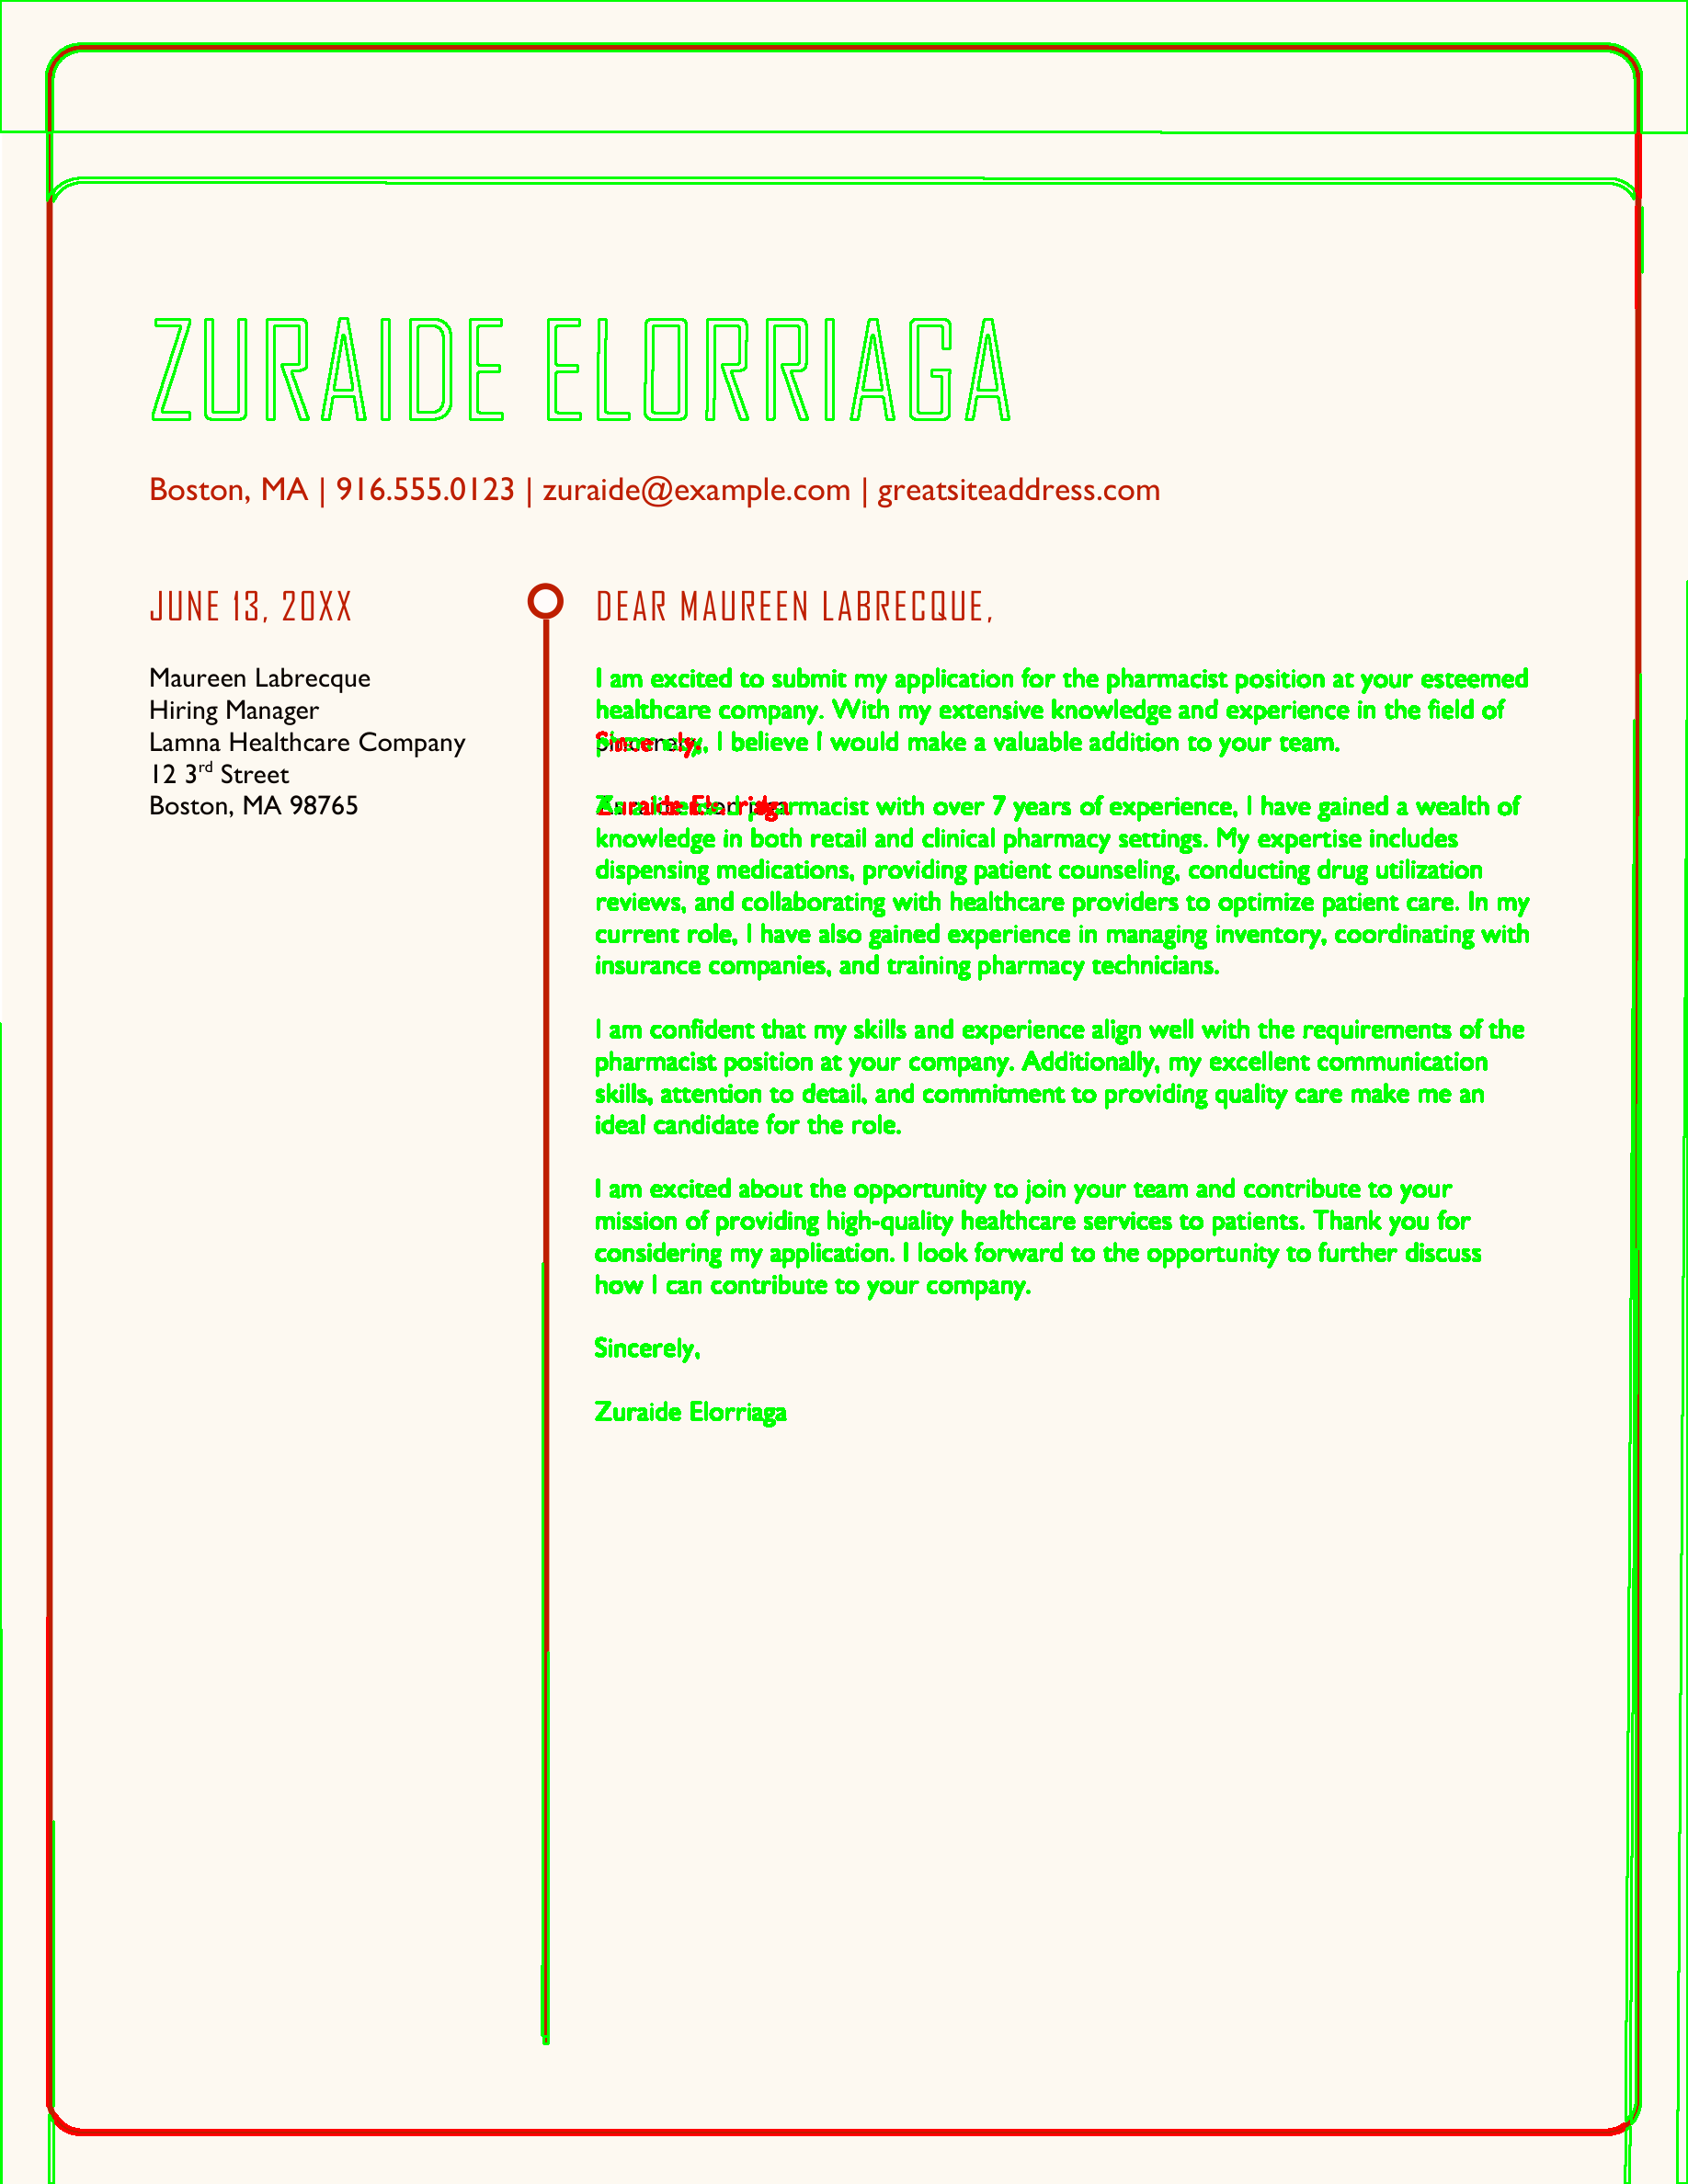 ZURAIDE ELORRIAGA
Boston, MA | 916.555.0123 | zuraide@example.com | greatsiteaddress.com
JUNE 13, 20XX
Maureen Labrecque
Hiring Manager
Lamna Healthcare Company
12 3rd Street
Boston, MA 98765
DEAR MAUREEN LABRECQUE,
I am excited to submit my application for the pharmacist position at your esteemed
healthcare company. With my extensive knowledge and experience in the field of
Sincerely, I believe I would make a valuable addition to your team.
Zuraide Elorriaga
with over 7 years of experience, I have gained a wealth of
knowledge in both retail and clinical pharmacy settings. My expertise includes
dispensing medications, providing patient counseling, conducting drug utilization
reviews, and collaborating with healthcare providers to optimize patient care. In my
current role, I have also gained experience in managing inventory, coordinating with
insurance companies, and training pharmacy technicians.
I am confident that my skills and experience align well with the requirements of the
pharmacist position at your company. Additionally, my excellent communication
skills, attention to detail, and commitment to providing quality care make me an
ideal candidate for the role.
I am excited about the opportunity to join your team and contribute to your
mission of providing high-quality healthcare services to patients. Thank you for
considering my application. I look forward to the opportunity to further discuss
how I can contribute to your company.
Sincerely,
Zuraide Elorriaga